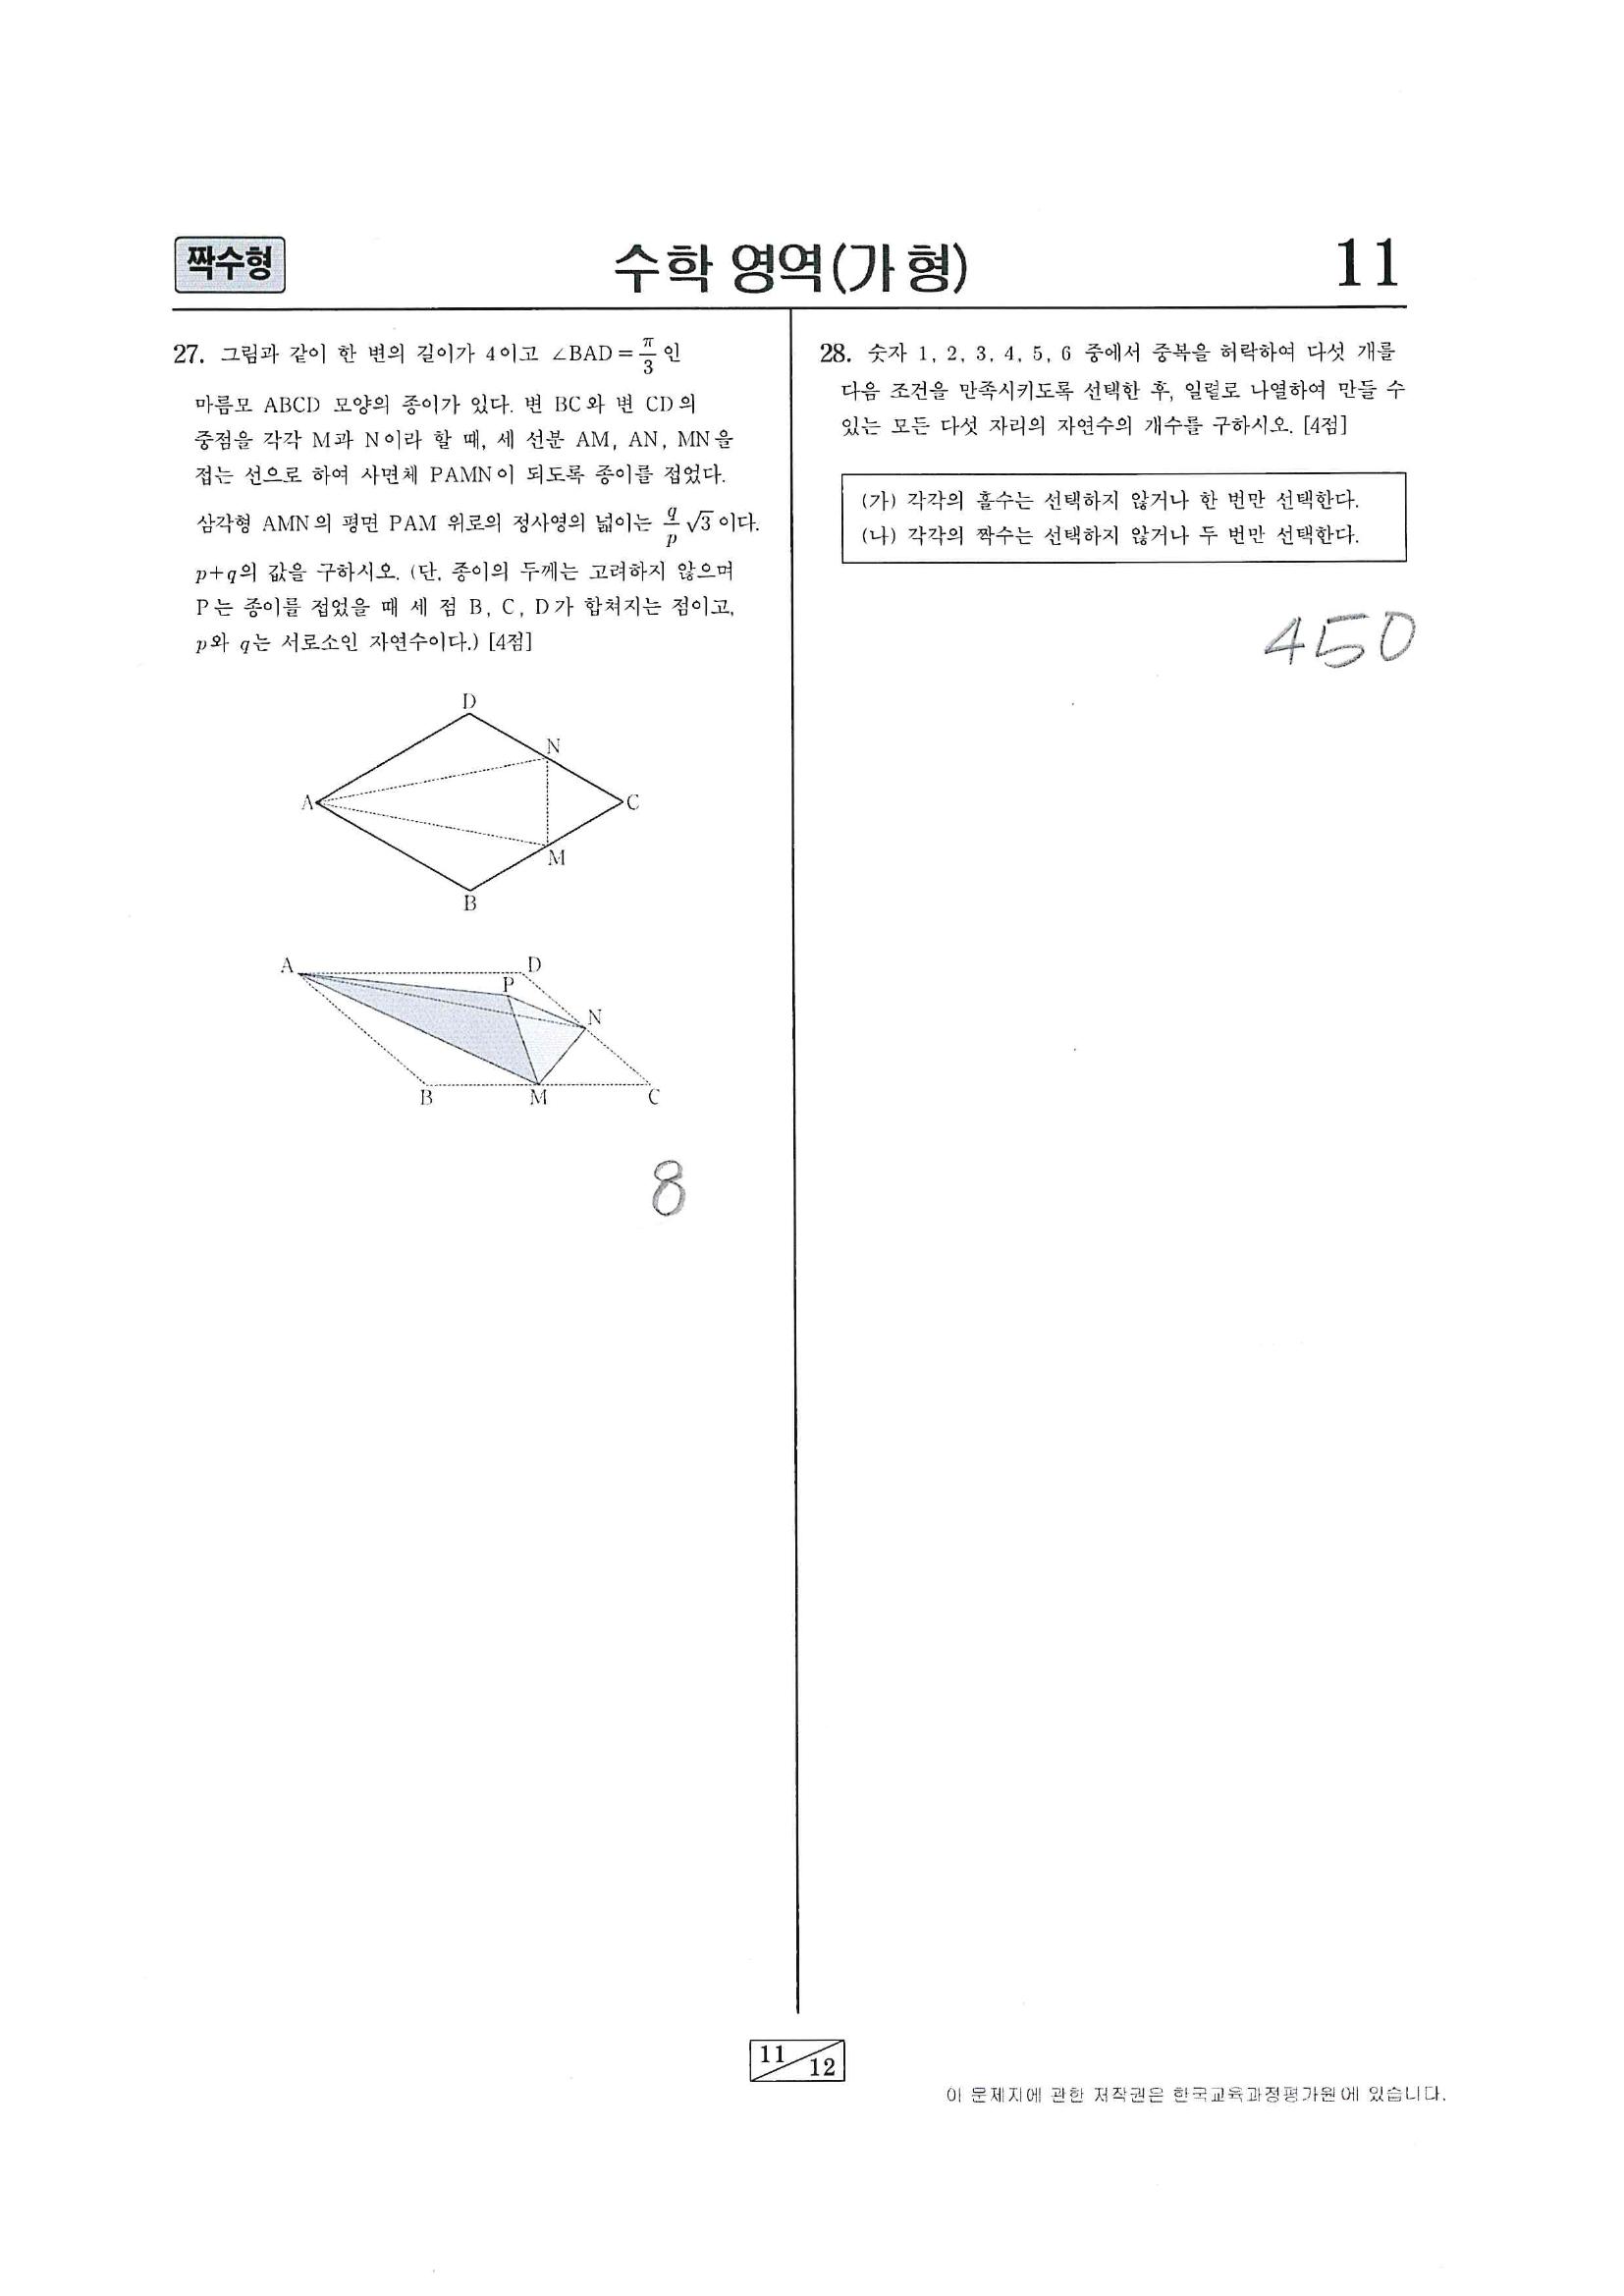 짝수형
수학 영역(가 형)
11
27. 그림과 같이 한 변의 길이가 4이고 ∠BAD = π/3 인
마름모 ABCD 모양의 종이가 있다. 변 BC와 변 CD의
중점을 각각 M과 N이라 할 때, 세 선분 AM, AN, MN을
접는 선으로 하여 사면체 PAMN이 되도록 종이를 접었다.
삼각형 AMN의 평면 PAM 위로의 정사영의 넓이는 q/p √3 이다.
p+q의 값을 구하시오. (단, 종이의 두께는 고려하지 않으며
P는 종이를 접었을 때 세 점 B, C, D가 합쳐지는 점이고,
p와 q는 서로소인 자연수이다.) [4점]
D
N
A
C
M
B
A
D
P
N
B
M
C
8
28. 숫자 1, 2, 3, 4, 5, 6 중에서 중복을 허락하여 다섯 개를
다음 조건을 만족시키도록 선택한 후, 일렬로 나열하여 만들 수
있는 모든 다섯 자리의 자연수의 개수를 구하시오. [4점]
(가) 각각의 홀수는 선택하지 않거나 한 번만 선택한다.
(나) 각각의 짝수는 선택하지 않거나 두 번만 선택한다.
450
11
12
이 문제지에 관한 저작권은 한국교육과정평가원에 있습니다.